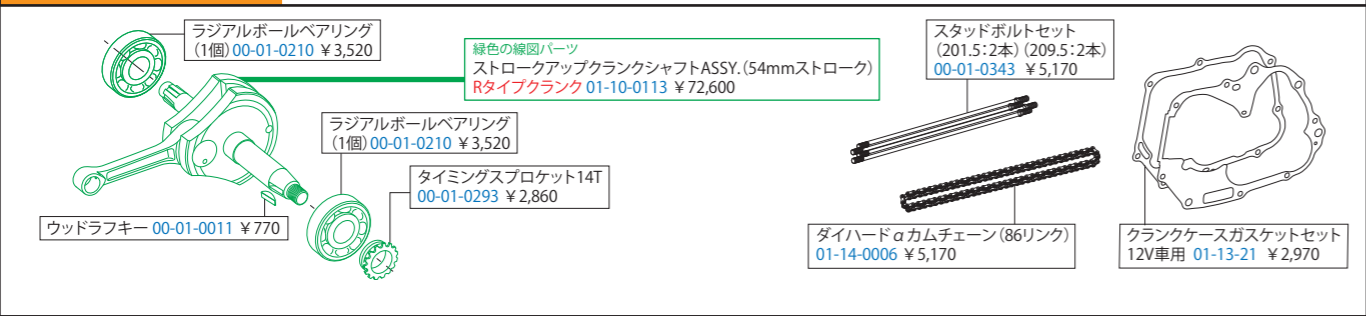 ラジアルボールベアリング
(1個)00-01-0210 ￥3,520
緑色の線図パーツ
ストロークアップクランクシャフトASSY.(54mmストローク)
Rタイプクランク 01-10-0113 ￥72,600
スタッドボルトセット
(201.5:2本)(209.5:2本)
00-01-0343 ￥5,170
ラジアルボールベアリング
(1個)00-01-0210 ￥3,520
タイミングスプロケット14T
00-01-0293 ￥2,860
ウッドラフキー 00-01-0011 ￥770
ダイハードαカムチェーン(86リンク)
01-14-0006 ￥5,170
クランクケースガスケットセット
12V車用 01-13-21 ￥2,970